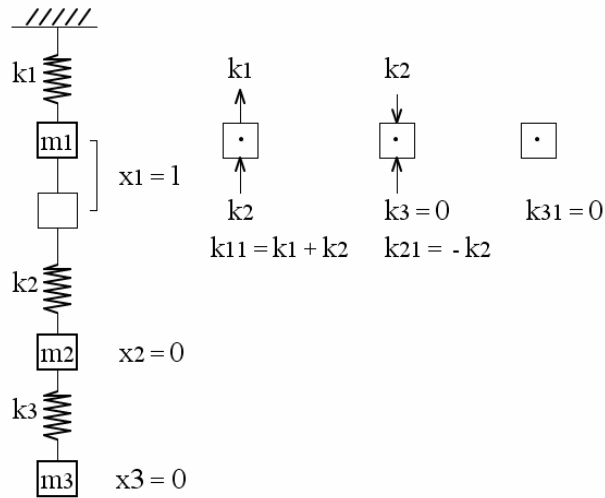 k1
m1
x1 = 1
k2
m2
x2 = 0
k3
m3
x3 = 0
k1
k2
k11 = k1 + k2
k2
k3 = 0
k21 = - k2
k31 = 0